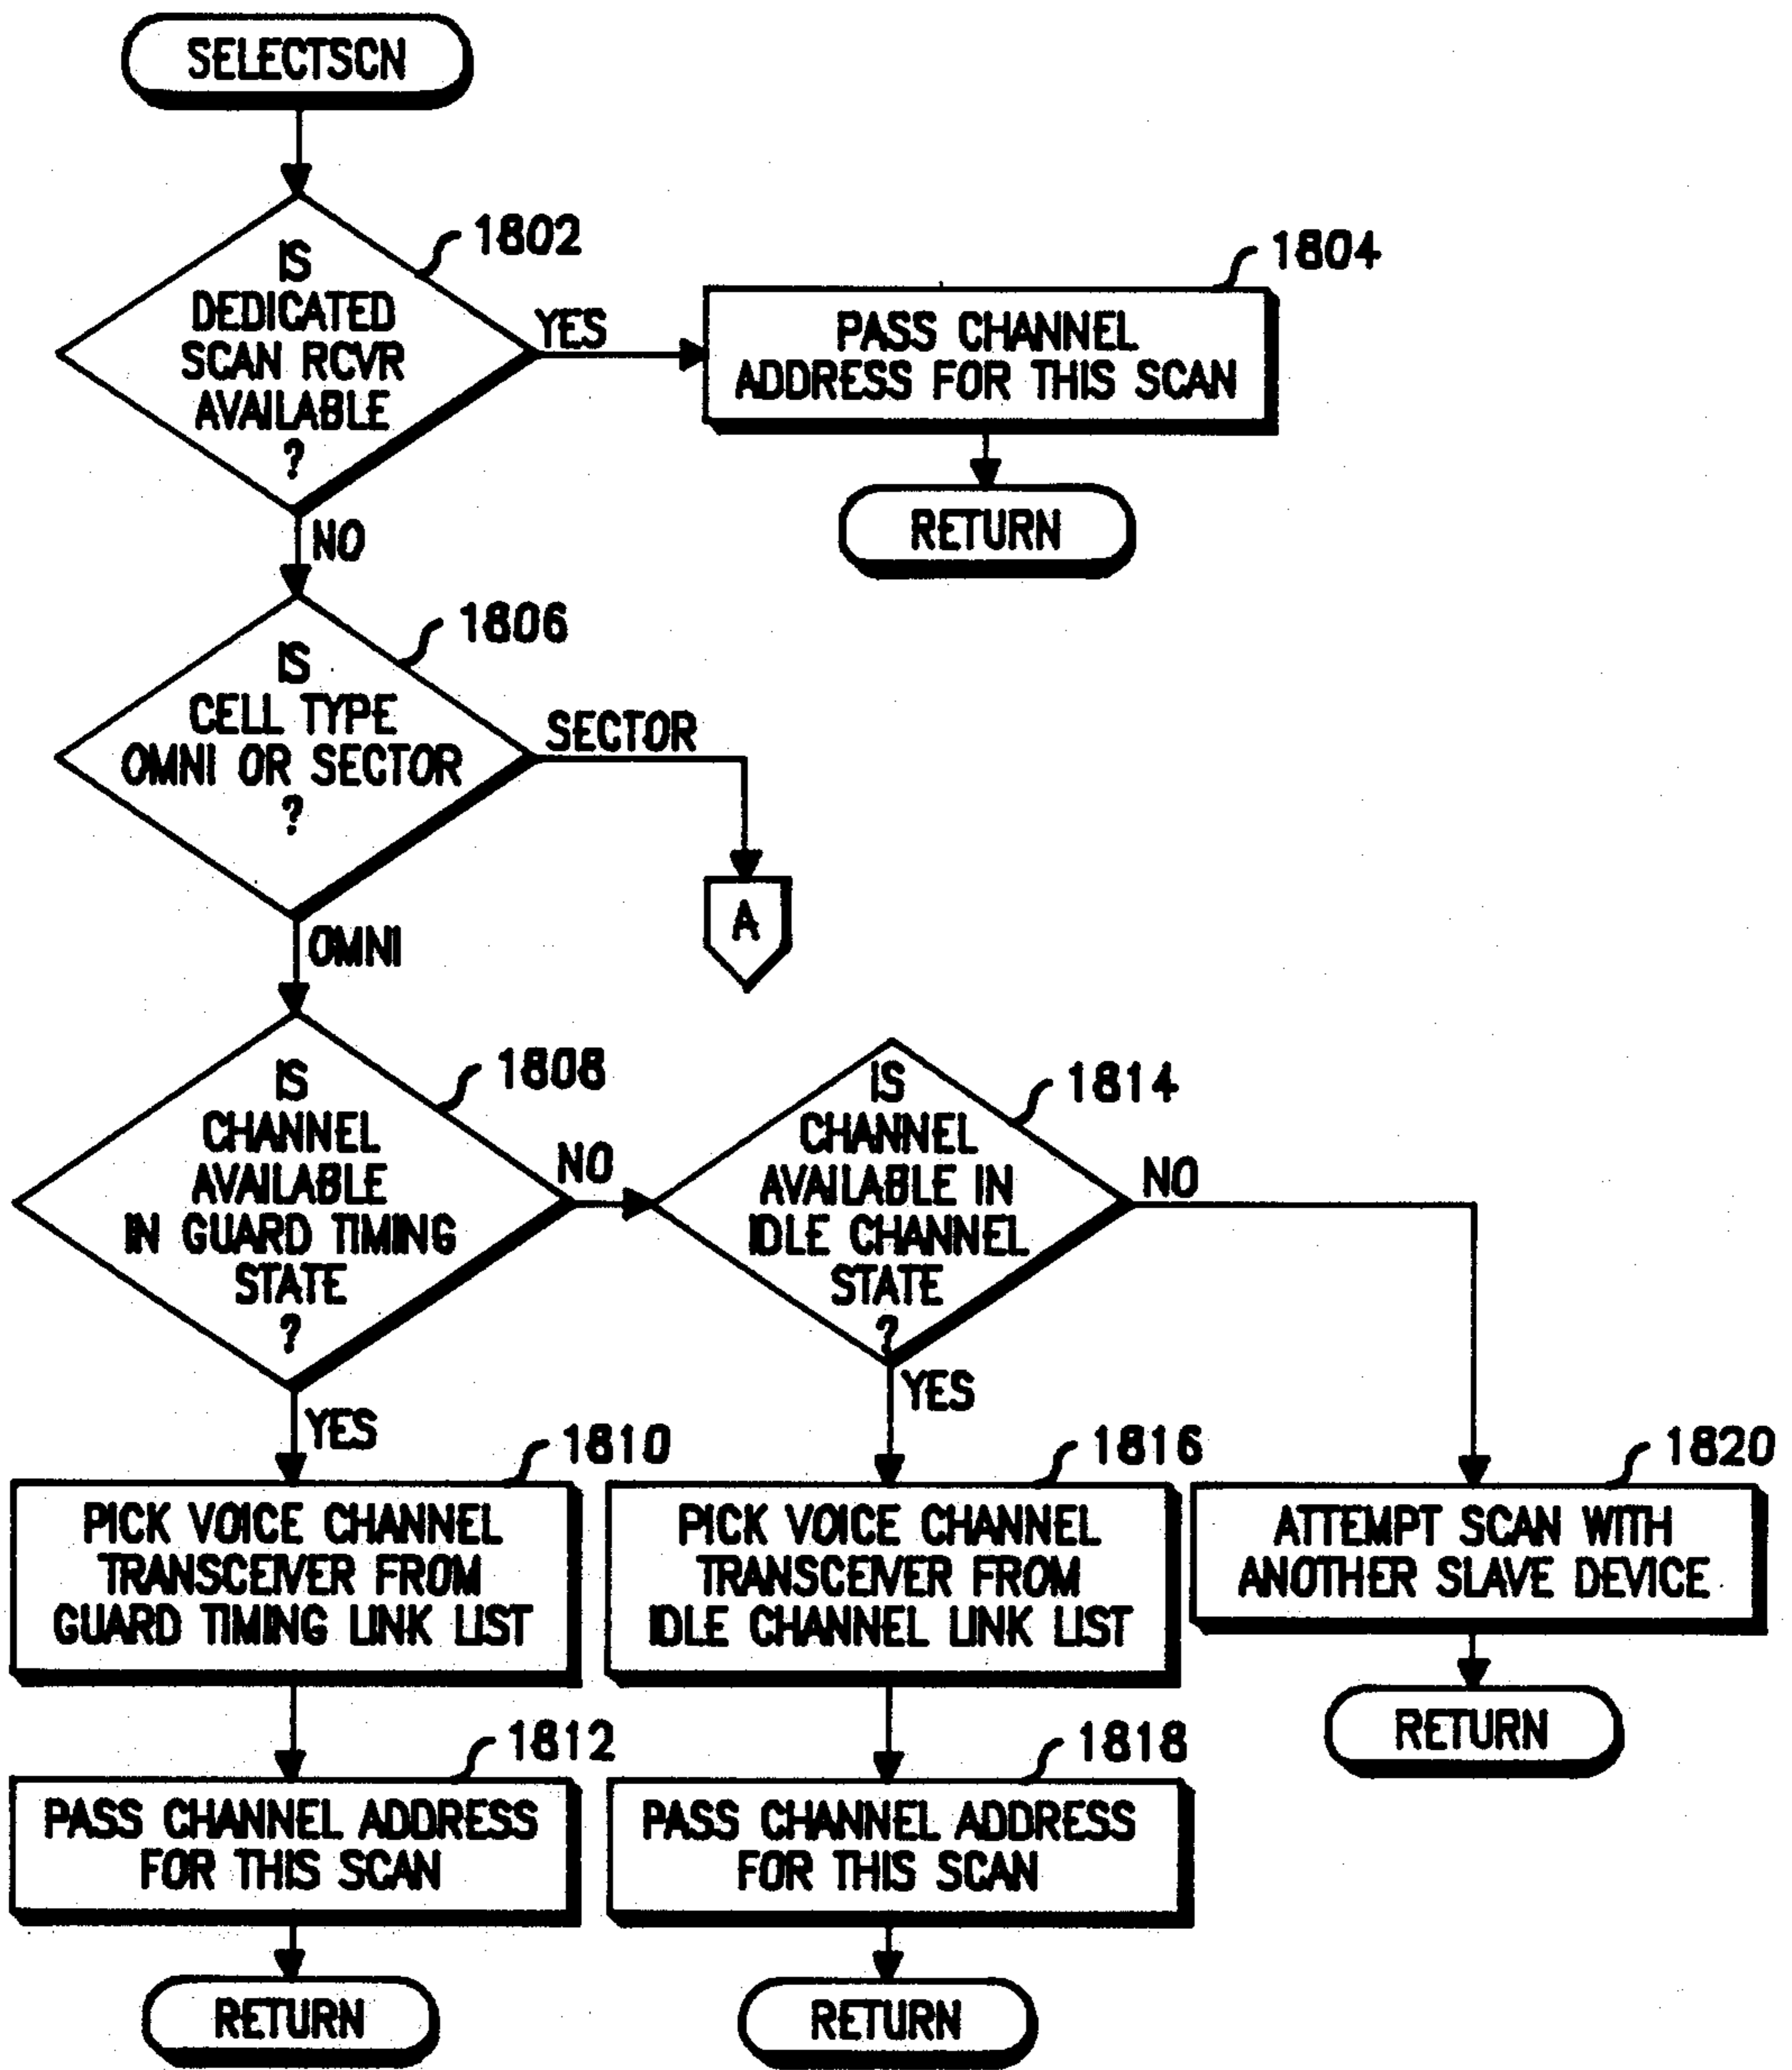 SELECTSCN
1802
IS
DEDICATED
SCAN RCVR
AVAILABLE
?
YES
1804
PASS CHANNEL
ADDRESS FOR THIS SCAN
RETURN
NO
1806
IS
CELL TYPE
OMNI OR SECTOR
?
SECTOR
A
OMNI
1808
IS
CHANNEL
AVAILABLE
IN GUARD TIMING
STATE
?
NO
1814
IS
CHANNEL
AVAILABLE IN
IDLE CHANNEL
STATE
?
NO
YES
1810
PICK VOICE CHANNEL
TRANSCEIVER FROM
GUARD TIMING LINK LIST
YES
1816
PICK VOICE CHANNEL
TRANSCEIVER FROM
IDLE CHANNEL LINK LIST
1820
ATTEMPT SCAN WITH
ANOTHER SLAVE DEVICE
RETURN
1812
PASS CHANNEL ADDRESS
FOR THIS SCAN
RETURN
1818
PASS CHANNEL ADDRESS
FOR THIS SCAN
RETURN